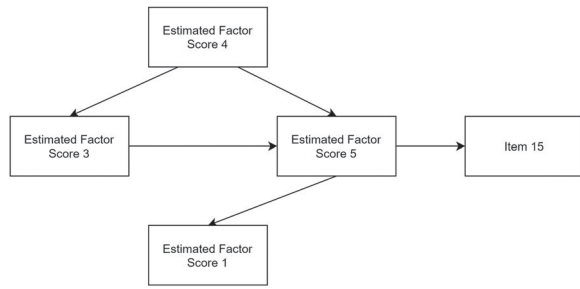 Estimated Factor
Score 4
Estimated Factor
Score 3
Estimated Factor
Score 5
Item 15
Estimated Factor
Score 1